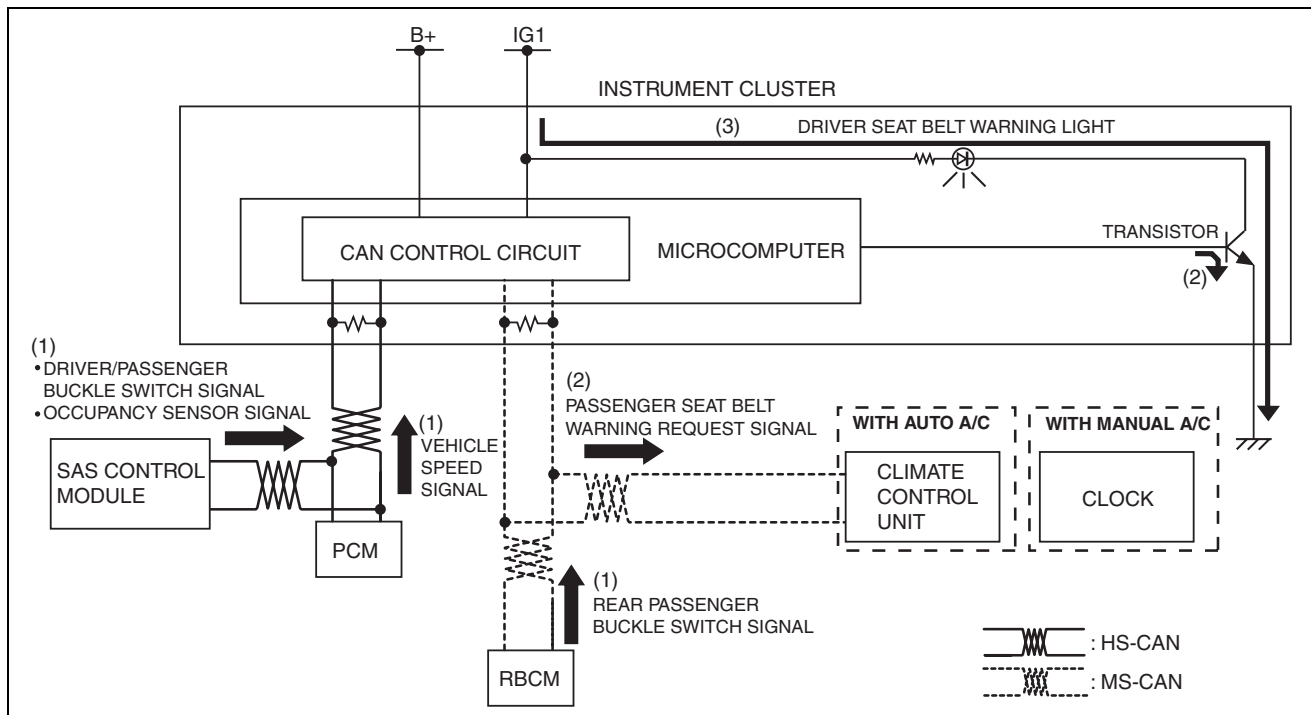 B+
IG1
INSTRUMENT CLUSTER
(3)
DRIVER SEAT BELT WARNING LIGHT
CAN CONTROL CIRCUIT
MICROCOMPUTER
TRANSISTOR
(2)
(1)
•DRIVER/PASSENGER
BUCKLE SWITCH SIGNAL
•OCCUPANCY SENSOR SIGNAL
SAS CONTROL
MODULE
(1)
VEHICLE
SPEED
SIGNAL
PCM
(2)
PASSENGER SEAT BELT
WARNING REQUEST SIGNAL
WITH AUTO A/C
CLIMATE
CONTROL
UNIT
WITH MANUAL A/C
CLOCK
(1)
REAR PASSENGER
BUCKLE SWITCH SIGNAL
RBCM
: HS-CAN
: MS-CAN